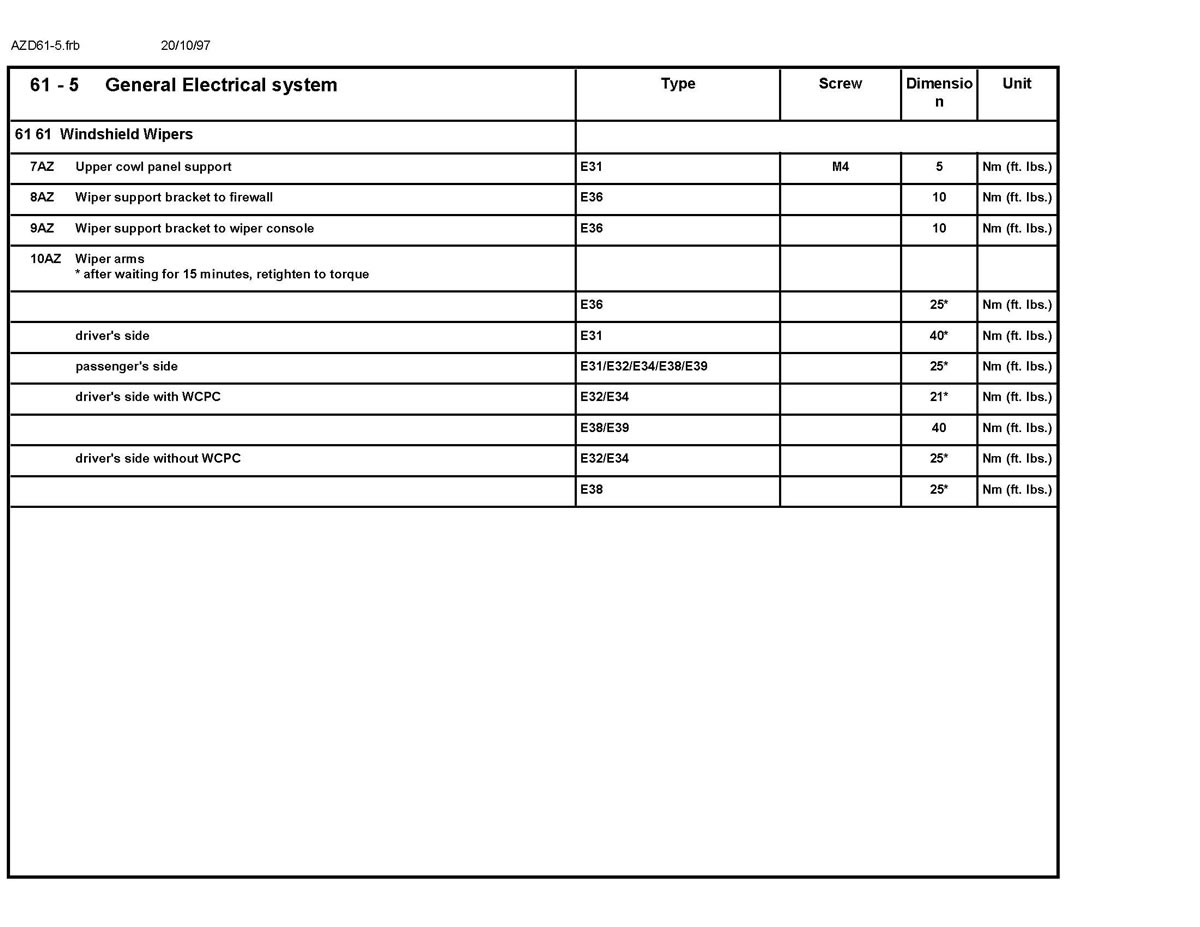 AZD61-5.frb 20/10/97
61 - 5 General Electrical system Type Screw Dimensio Unit
n
61 61 Windshield Wipers
7AZ Upper cowl panel support E31 M4 5 Nm (ft. lbs.)
8AZ Wiper support bracket to firewall E36 10 Nm (ft. lbs.)
9AZ Wiper support bracket to wiper console E36 10 Nm (ft. lbs.)
10AZ Wiper arms
* after waiting for 15 minutes, retighten to torque
E36 25* Nm (ft. lbs.)
driver's side E31 40* Nm (ft. lbs.)
passenger's side E31/E32/E34/E38/E39 25* Nm (ft. lbs.)
driver's side with WCPC E32/E34 21* Nm (ft. lbs.)
E38/E39 40 Nm (ft. lbs.)
driver's side without WCPC E32/E34 25* Nm (ft. lbs.)
E38 25* Nm (ft. lbs.)